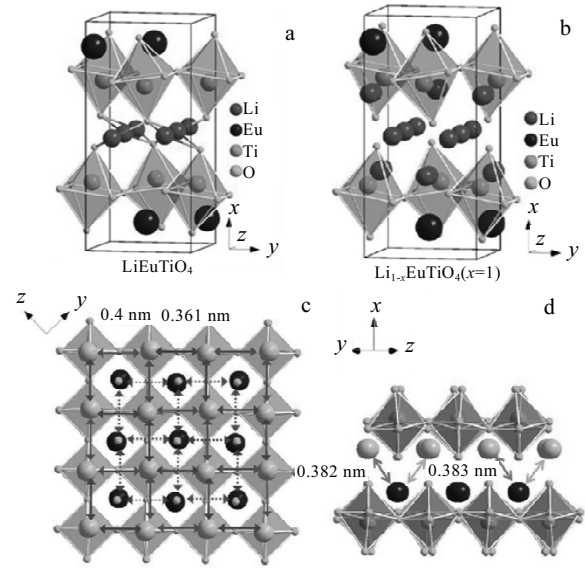 a
Li
Eu
Ti
O
x
z
y
LiEuTiO4
b
Li
Eu
Ti
O
x
z
y
Li1-xEuTiO4(x=1)
c
z
y
0.4 nm 0.361 nm
0.382 nm
d
x
y
z
0.383 nm